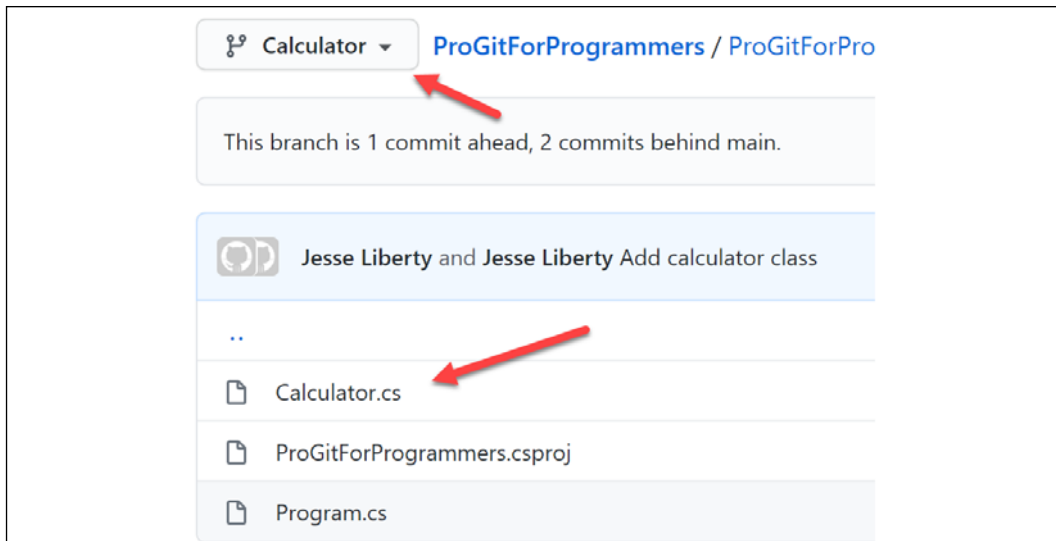 Calculator ProGitForProgrammers / ProGitForPro
This branch is 1 commit ahead, 2 commits behind main.
Jesse Liberty and Jesse Liberty Add calculator class
..
Calculator.cs
ProGitForProgrammers.csproj
Program.cs